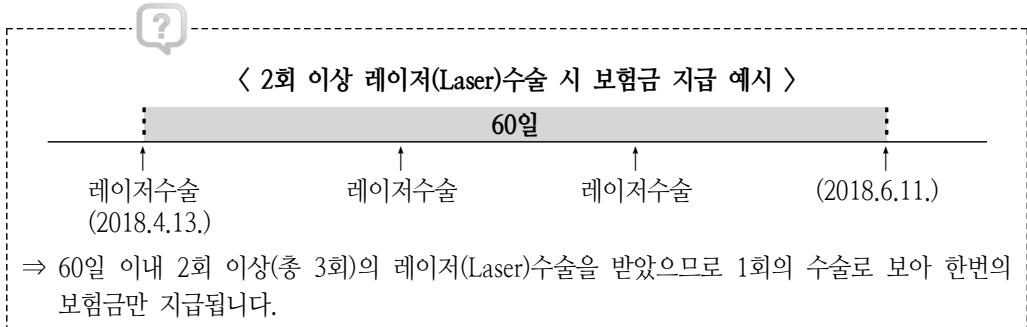 ?
〈 2회 이상 레이저(Laser)수술 시 보험금 지급 예시 〉
60일
레이저수술 레이저수술 레이저수술 (2018.6.11.)
(2018.4.13.)
⇒ 60일 이내 2회 이상(총 3회)의 레이저(Laser)수술을 받았으므로 1회의 수술로 보아 한번의
보험금만 지급됩니다.